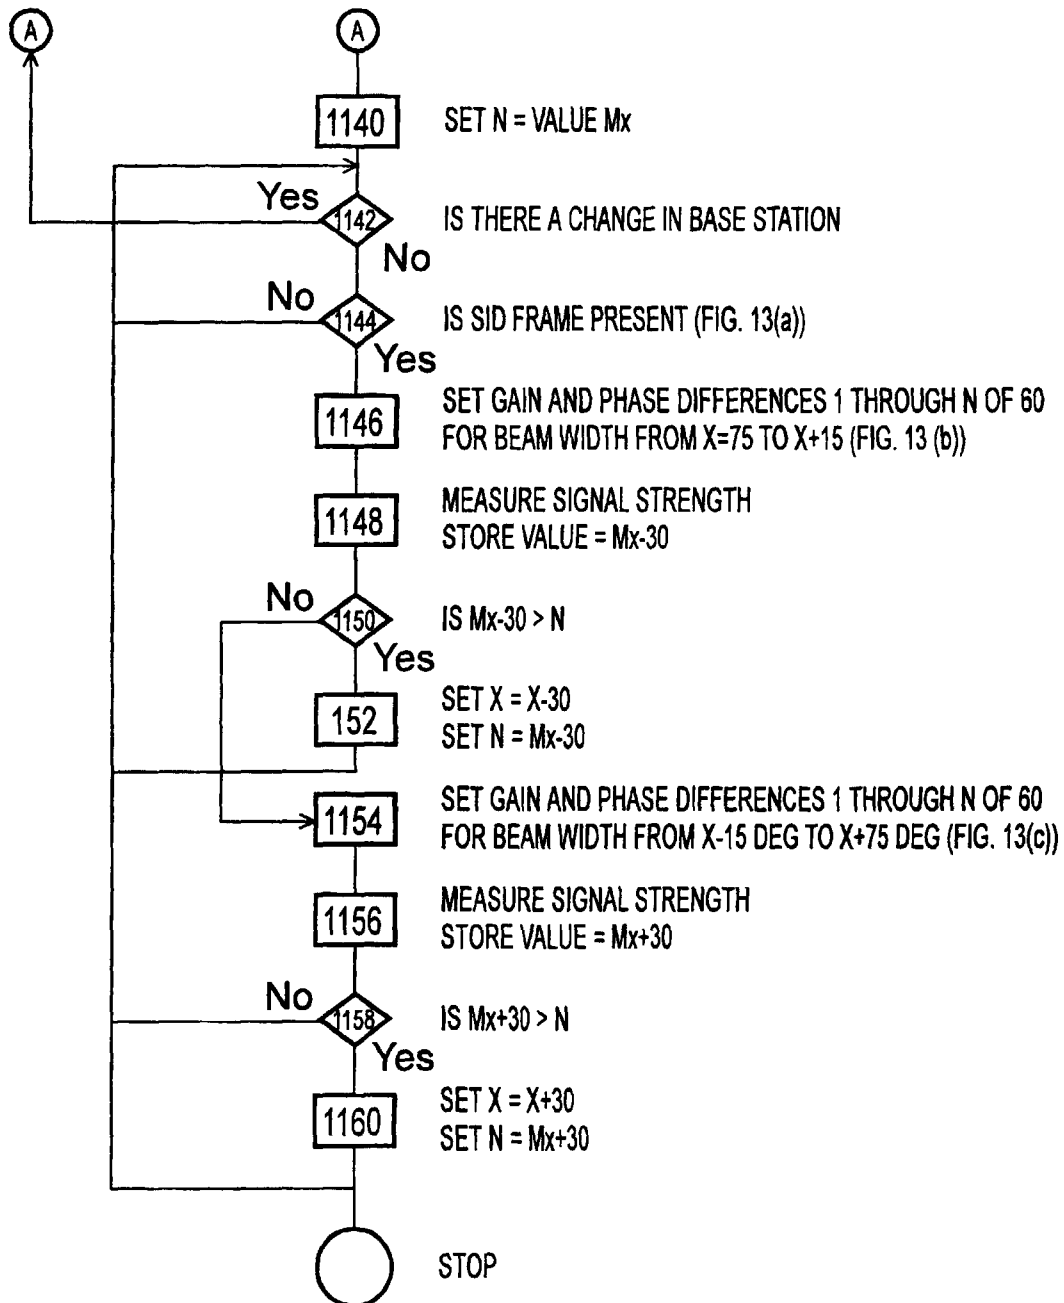 A
A
1140 SET N = VALUE Mx
Yes
1142 IS THERE A CHANGE IN BASE STATION
No
No
1144 IS SID FRAME PRESENT (FIG. 13(a))
Yes
1146 SET GAIN AND PHASE DIFFERENCES 1 THROUGH N OF 60
FOR BEAM WIDTH FROM X=75 TO X+15 (FIG. 13 (b))
1148 MEASURE SIGNAL STRENGTH
STORE VALUE = Mx-30
No
1150 IS Mx-30 > N
Yes
152 SET X = X-30
SET N = Mx-30
1154 SET GAIN AND PHASE DIFFERENCES 1 THROUGH N OF 60
FOR BEAM WIDTH FROM X-15 DEG TO X+75 DEG (FIG. 13(c))
1156 MEASURE SIGNAL STRENGTH
STORE VALUE = Mx+30
No
1158 IS Mx+30 > N
Yes
1160 SET X = X+30
SET N = Mx+30
STOP